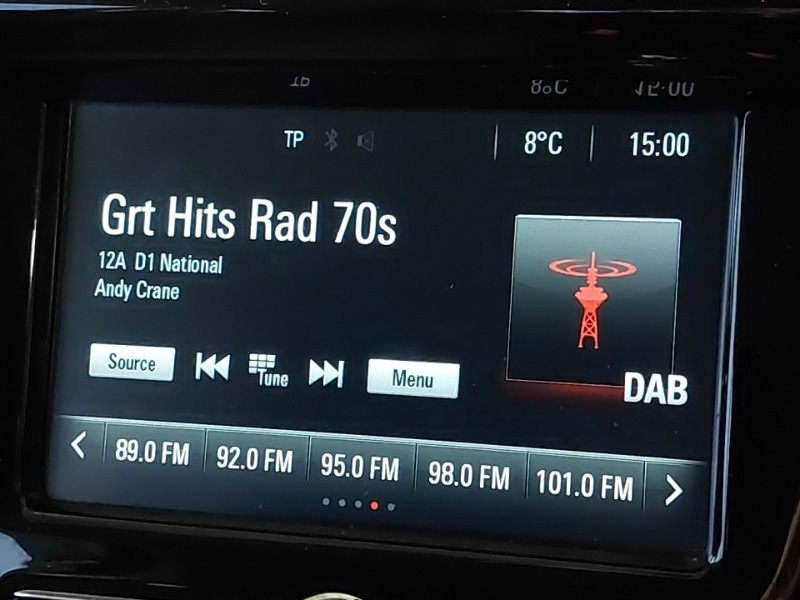 TP 8°C 15:00
Grt Hits Rad 70s
12A D1 National
Andy Crane
Source Tune Menu
DAB
89.0 FM 92.0 FM 95.0 FM 98.0 FM 101.0 FM